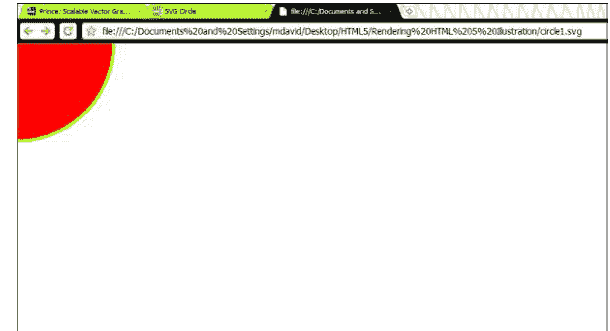 Prince: Scalable Vector Gra... SVG Circle file:///C:/Documents and S...
file:///C:/Documents%20and%20Settings/mdavid/Desktop/HTML5/Rendering%20HTML%205%20Illustration/circle1.svg